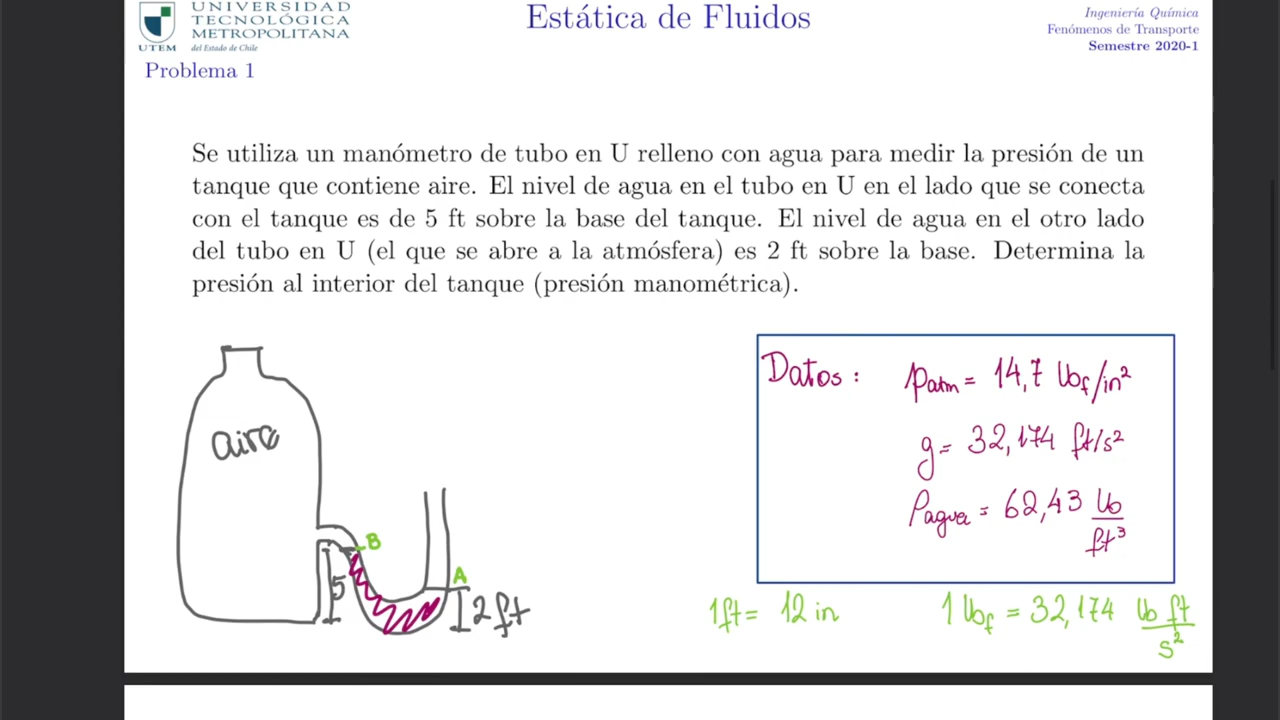 UNIVERSIDAD
TECNOLÓGICA
METROPOLITANA
UTEM del Estado de Chile
Estática de Fluidos
Ingeniería Química
Fenómenos de Transporte
Semestre 2020-1
Problema 1
Se utiliza un manómetro de tubo en U relleno con agua para medir la presión de un
tanque que contiene aire. El nivel de agua en el tubo en U en el lado que se conecta
con el tanque es de 5 ft sobre la base del tanque. El nivel de agua en el otro lado
del tubo en U (el que se abre a la atmósfera) es 2 ft sobre la base. Determina la
presión al interior del tanque (presión manométrica).
Datos: Patm = 14,7 lbf/in²
g = 32,174 ft/s²
ρagua = 62,43 lb/ft³
aire
B
A
5
2 ft
1 ft = 12 in
1 lbf = 32,174 lb ft/s²